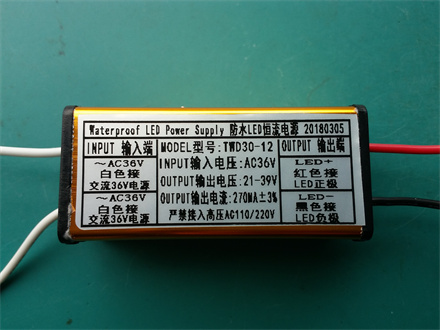 Waterproof LED Power Supply 防水LED恒流电源 20180305
INPUT 输入端
～AC36V
白色接
交流36V电源
～AC36V
白色接
交流36V电源
MODEL型号:TWD30-12
INPUT输入电压:AC36V
OUTPUT输出电压:21-39V
OUTPUT输出电流:270MA±3%
严禁接入高压AC110/220V
OUTPUT 输出端
LED+
红色接
LED正极
LED-
黑色接
LED负极